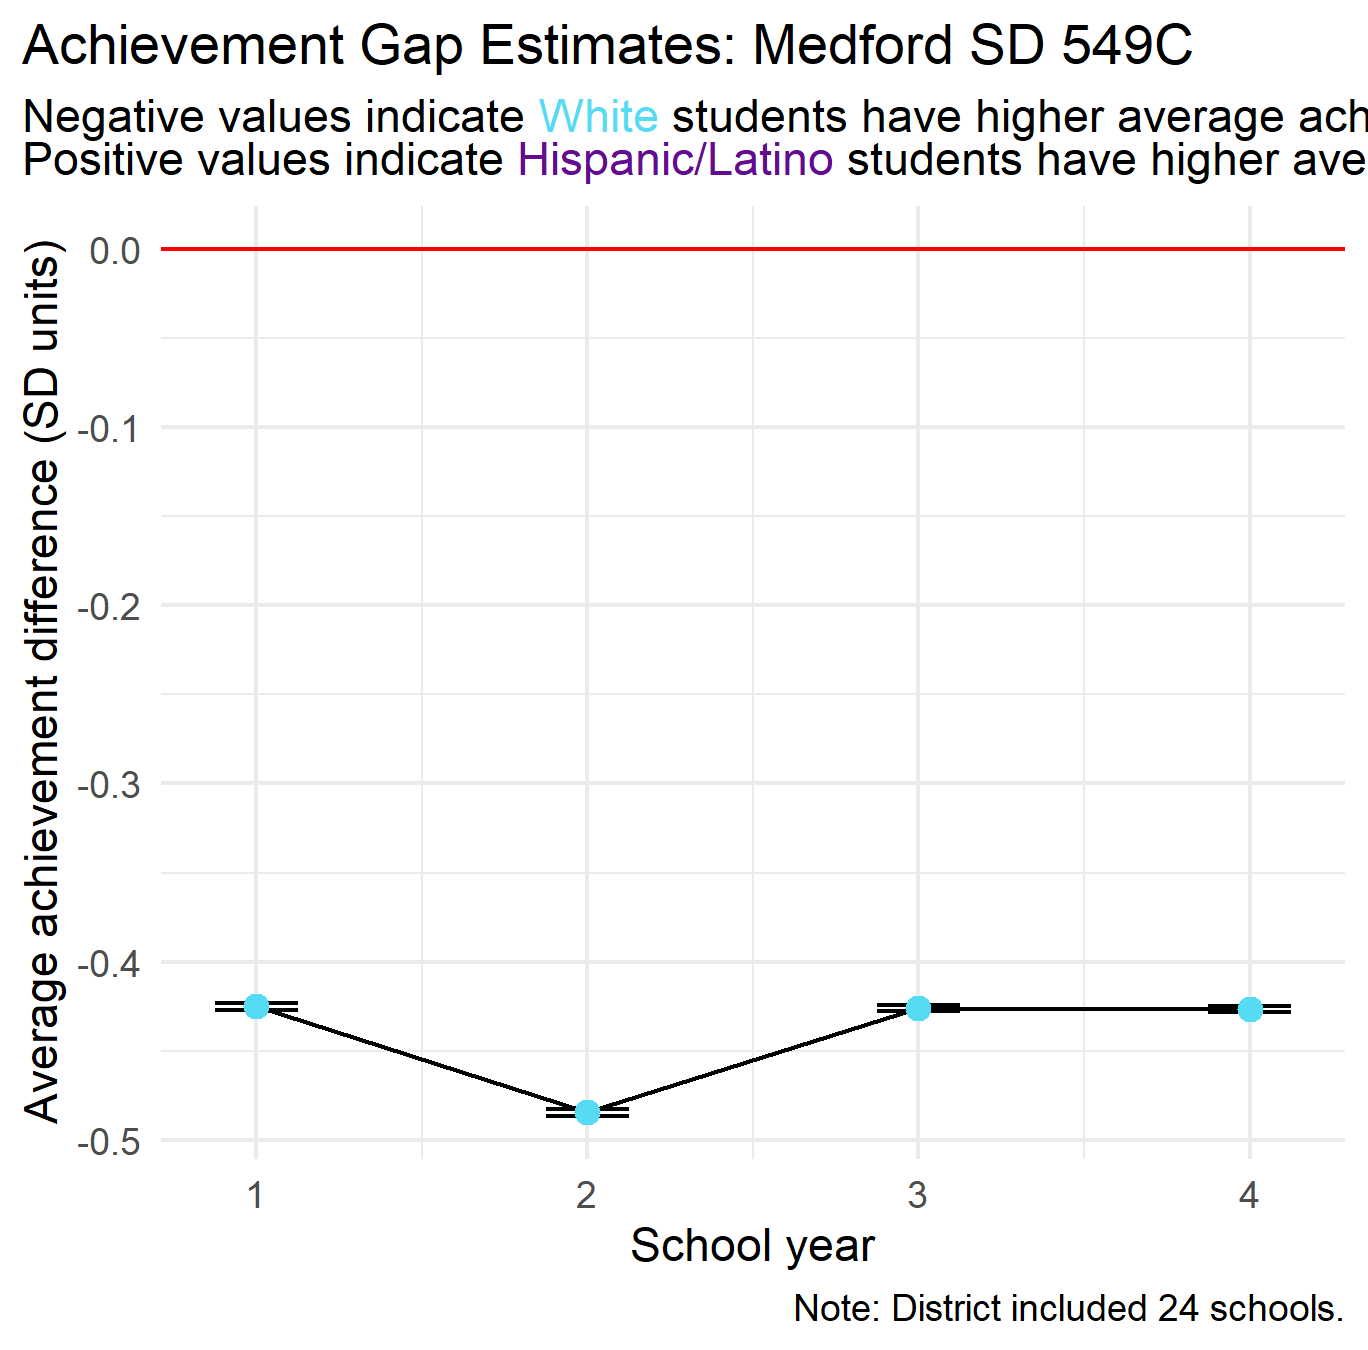 Achievement Gap Estimates: Medford SD 549C
Negative values indicate White students have higher average ach
Positive values indicate Hispanic/Latino students have higher ave
Average achievement difference (SD units)
0.0
-0.1
-0.2
-0.3
-0.4
-0.5
1 2 3 4
School year
Note: District included 24 schools.